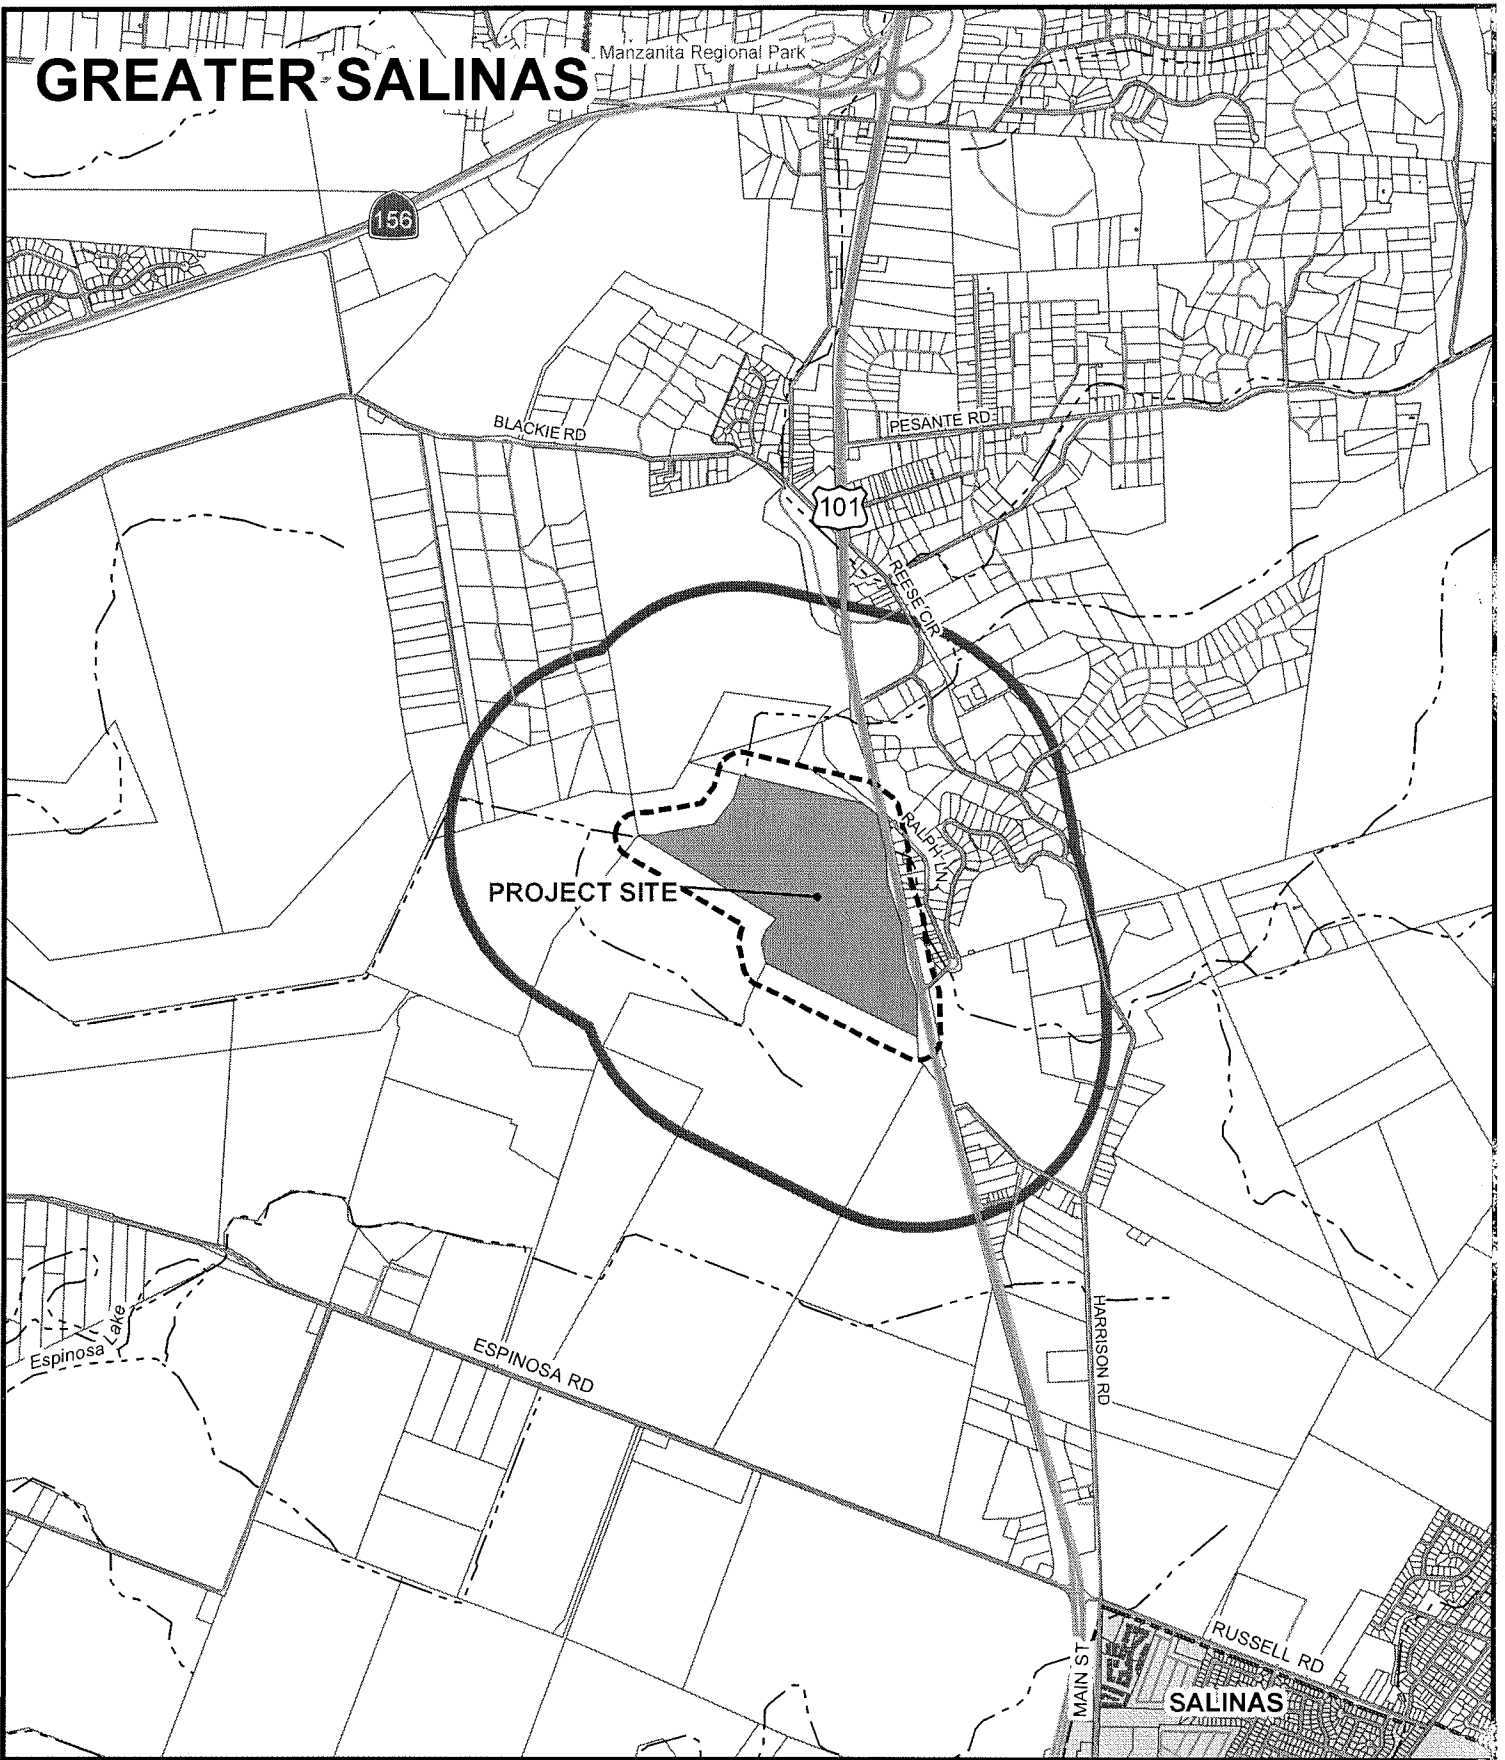 Manzanita Regional Park
GREATER SALINAS
156
BLACKIE RD
PESANTE RD
101
REESE CIR
RALPH LN
PROJECT SITE
Espinosa Lake
ESPINOSA RD
HARRISON RD
MAIN ST
RUSSELL RD
SALINAS